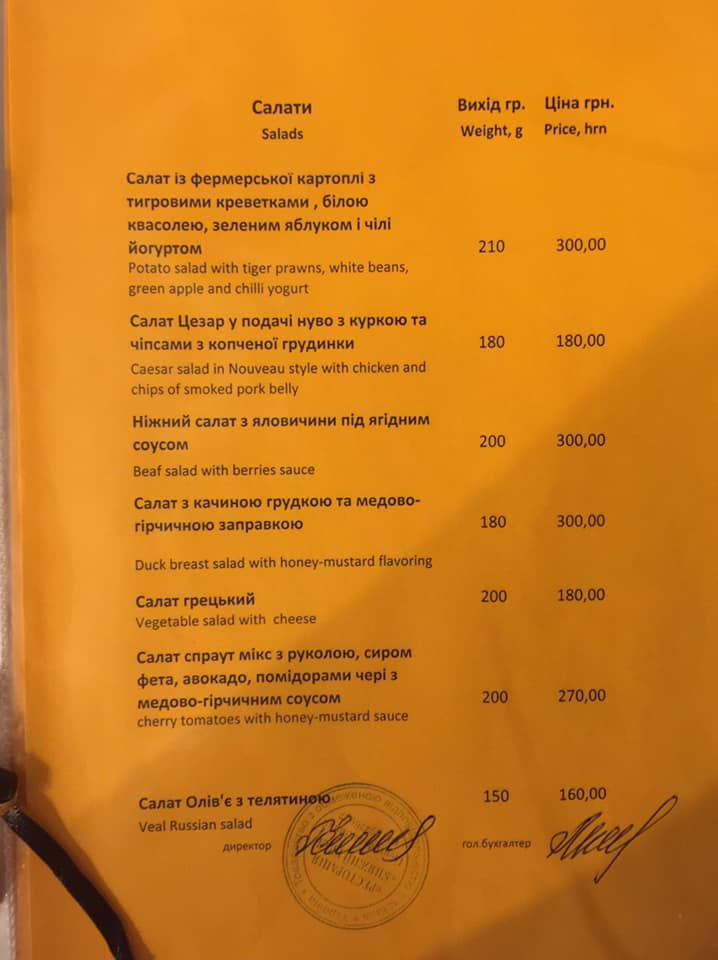 Салати Вихід гр. Ціна грн.
Salads Weight, g Price, hrn
Салат із фермерської картоплі з
тигровими креветками , білою
квасолею, зеленим яблуком і чілі
йогуртом 210 300,00
Potato salad with tiger prawns, white beans,
green apple and chilli yogurt
Салат Цезар у подачі нуво з куркою та
чіпсами з копченої грудинки 180 180,00
Caesar salad in Nouveau style with chicken and
chips of smoked pork belly
Ніжний салат з яловичини під ягідним
соусом 200 300,00
Beaf salad with berries sauce
Салат з качиною грудкою та медово-
гірчичною заправкою 180 300,00
Duck breast salad with honey-mustard flavoring
Салат грецький 200 180,00
Vegetable salad with cheese
Салат спраут мікс з руколою, сиром
фета, авокадо, помідорами чері з
медово-гірчичним соусом 200 270,00
cherry tomatoes with honey-mustard sauce
Салат Олів'є з телятиною 150 160,00
Veal Russian salad
директор гол.бухгалтер